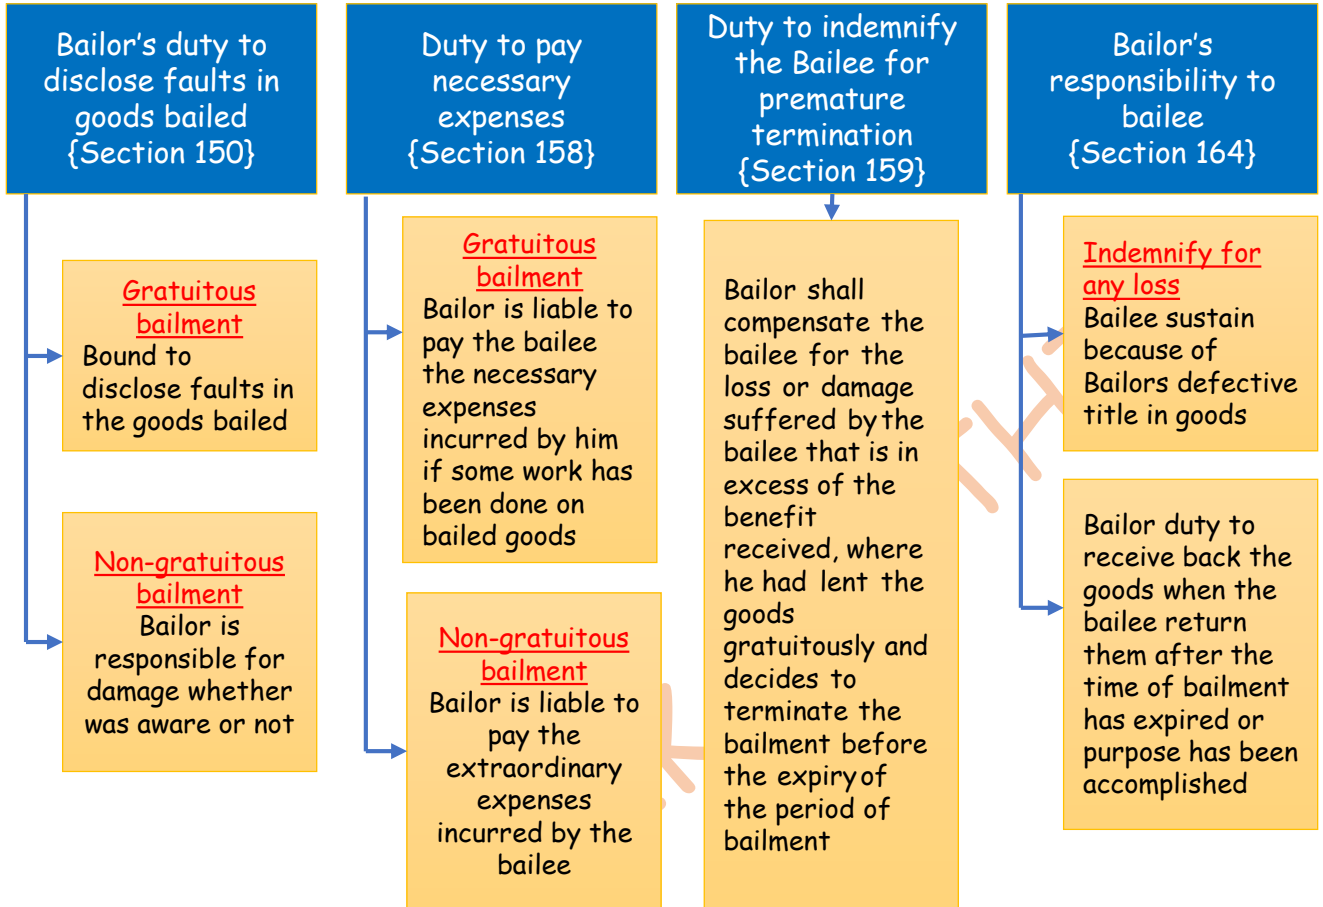 Bailor's duty to
disclose faults in
goods bailed
{Section 150}
Gratuitous
bailment
Bound to
disclose faults in
the goods bailed
Non-gratuitous
bailment
Bailor is
responsible for
damage whether
was aware or not
Duty to pay
necessary
expenses
{Section 158}
Gratuitous
bailment
Bailor is liable to
pay the bailee
the necessary
expenses
incurred by him
if some work has
been done on
bailed goods
Non-gratuitous
bailment
Bailor is liable to
pay the
extraordinary
expenses
incurred by the
bailee
Duty to indemnify
the Bailee for
premature
termination
{Section 159}
Bailor shall
compensate the
bailee for the
loss or damage
suffered by the
bailee that is in
excess of the
benefit
received, where
he had lent the
goods
gratuitously and
decides to
terminate the
bailment before
the expiry of
the period of
bailment
Bailor's
responsibility to
bailee
{Section 164}
Indemnify for
any loss
Bailee sustain
because of
Bailors defective
title in goods
Bailor duty to
receive back the
goods when the
bailee return
them after the
time of bailment
has expired or
purpose has been
accomplished